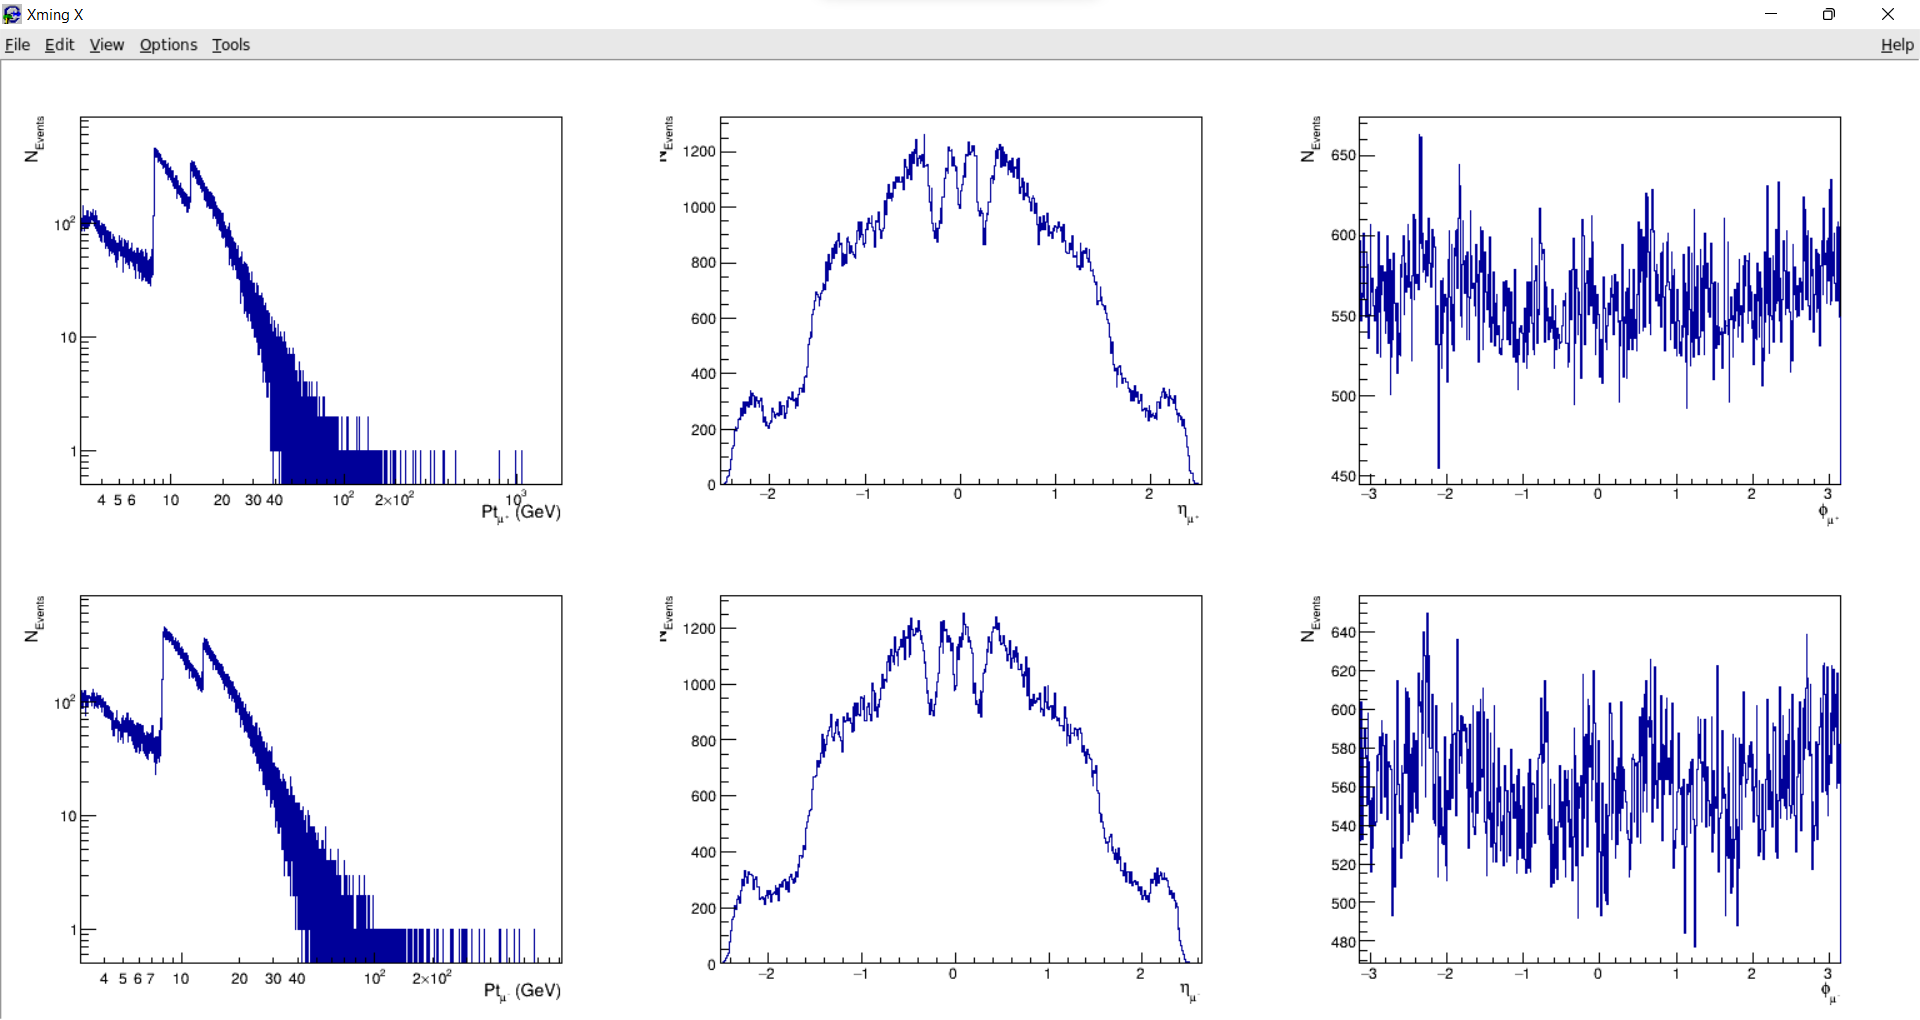 Xming X
File Edit View Options Tools Help
N_Events
10²
10
1
4 5 6 10 20 30 40 10² 2×10² 10³
Pt_μ⁺ (GeV)
N_Events
1200
1000
800
600
400
200
0
−2 −1 0 1 2
η_μ⁺
N_Events
650
600
550
500
450
−3 −2 −1 0 1 2 3
ϕ_μ⁺
N_Events
10²
10
1
4 5 6 7 10 20 30 40 10² 2×10²
Pt_μ⁻ (GeV)
N_Events
1200
1000
800
600
400
200
0
−2 −1 0 1 2
η_μ⁻
N_Events
640
620
600
580
560
540
520
500
480
−3 −2 −1 0 1 2 3
ϕ_μ⁻